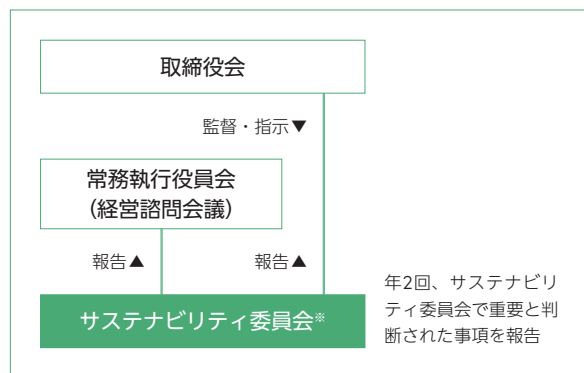 取締役会
監督・指示▼
常務執行役員会
(経営諮問会議)
報告▲
報告▲
サステナビリティ委員会※
年2回、サステナビリ
ティ委員会で重要と判
断された事項を報告